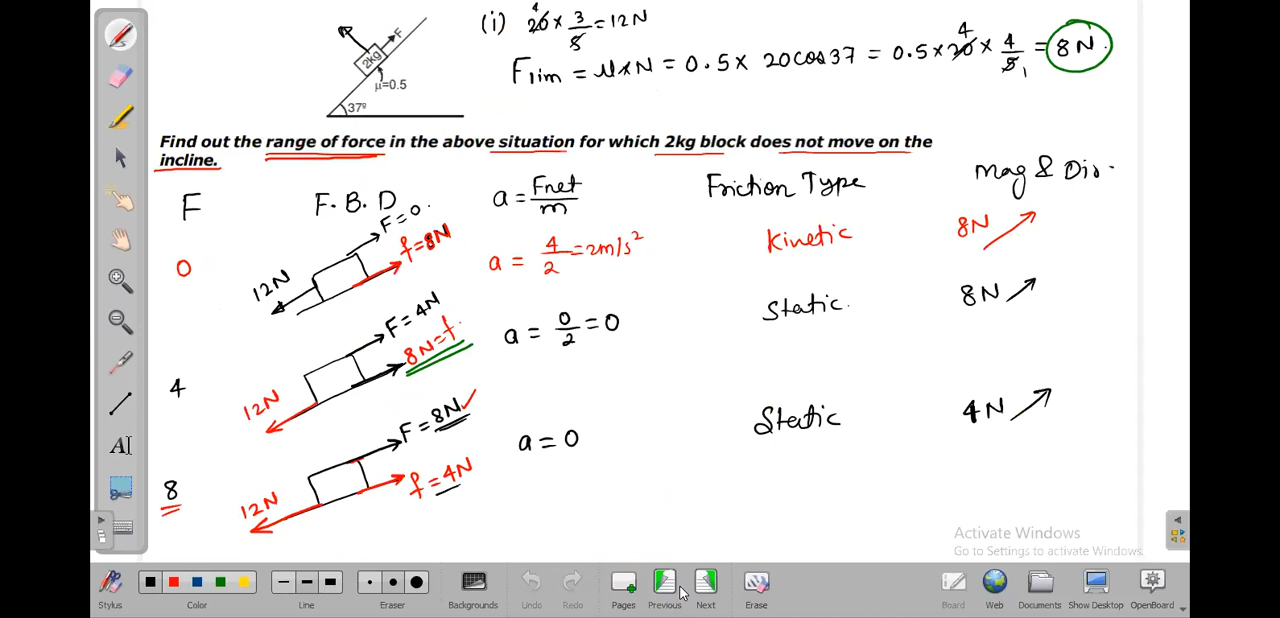 (i) 20 × 3/5 = 12N
4
F
2kg
μ=0.5
37º
Flim = μ×N = 0.5 × 20cos37 = 0.5 × 20 × 4/5 = 8N
4
1
Find out the range of force in the above situation for which 2kg block does not move on the
incline.
F F.B.D. a = Fnet/m Friction Type Mag & Dir.
0 12N F=0 f=8N a = 4/2 = 2m/s² Kinetic 8N
4 12N F=4N 8N=f a = 0/2 = 0 Static. 8N
8 12N F=8N f=4N a = 0 Static 4N
Activate Windows
Go to Settings to activate Windows.
Stylus Color Line Eraser Backgrounds Undo Redo Pages Previous Next Erase Board Web Documents Show Desktop OpenBoard